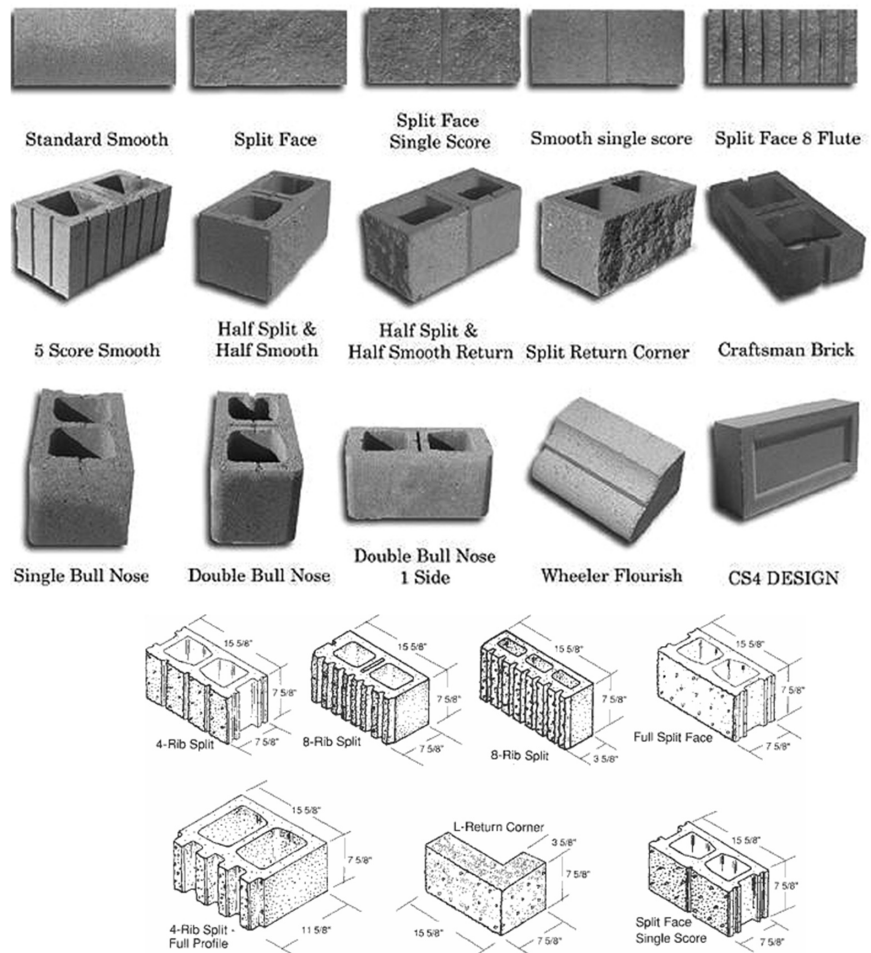 Standard Smooth
Split Face
Split Face
Single Score
Smooth single score
Split Face 8 Flute
5 Score Smooth
Half Split &
Half Smooth
Half Split &
Half Smooth Return
Split Return Corner
Craftsman Brick
Single Bull Nose
Double Bull Nose
Double Bull Nose
1 Side
Wheeler Flourish
CS4 DESIGN
15 5/8"
7 5/8"
7 5/8"
4-Rib Split
15 5/8"
7 5/8"
7 5/8"
8-Rib Split
15 5/8"
7 5/8"
3 5/8"
8-Rib Split
15 5/8"
7 5/8"
7 5/8"
Full Split Face
15 5/8"
7 5/8"
11 5/8"
4-Rib Split -
Full Profile
L-Return Corner
3 5/8"
7 5/8"
15 5/8"
7 5/8"
15 5/8"
7 5/8"
7 5/8"
Split Face
Single Score